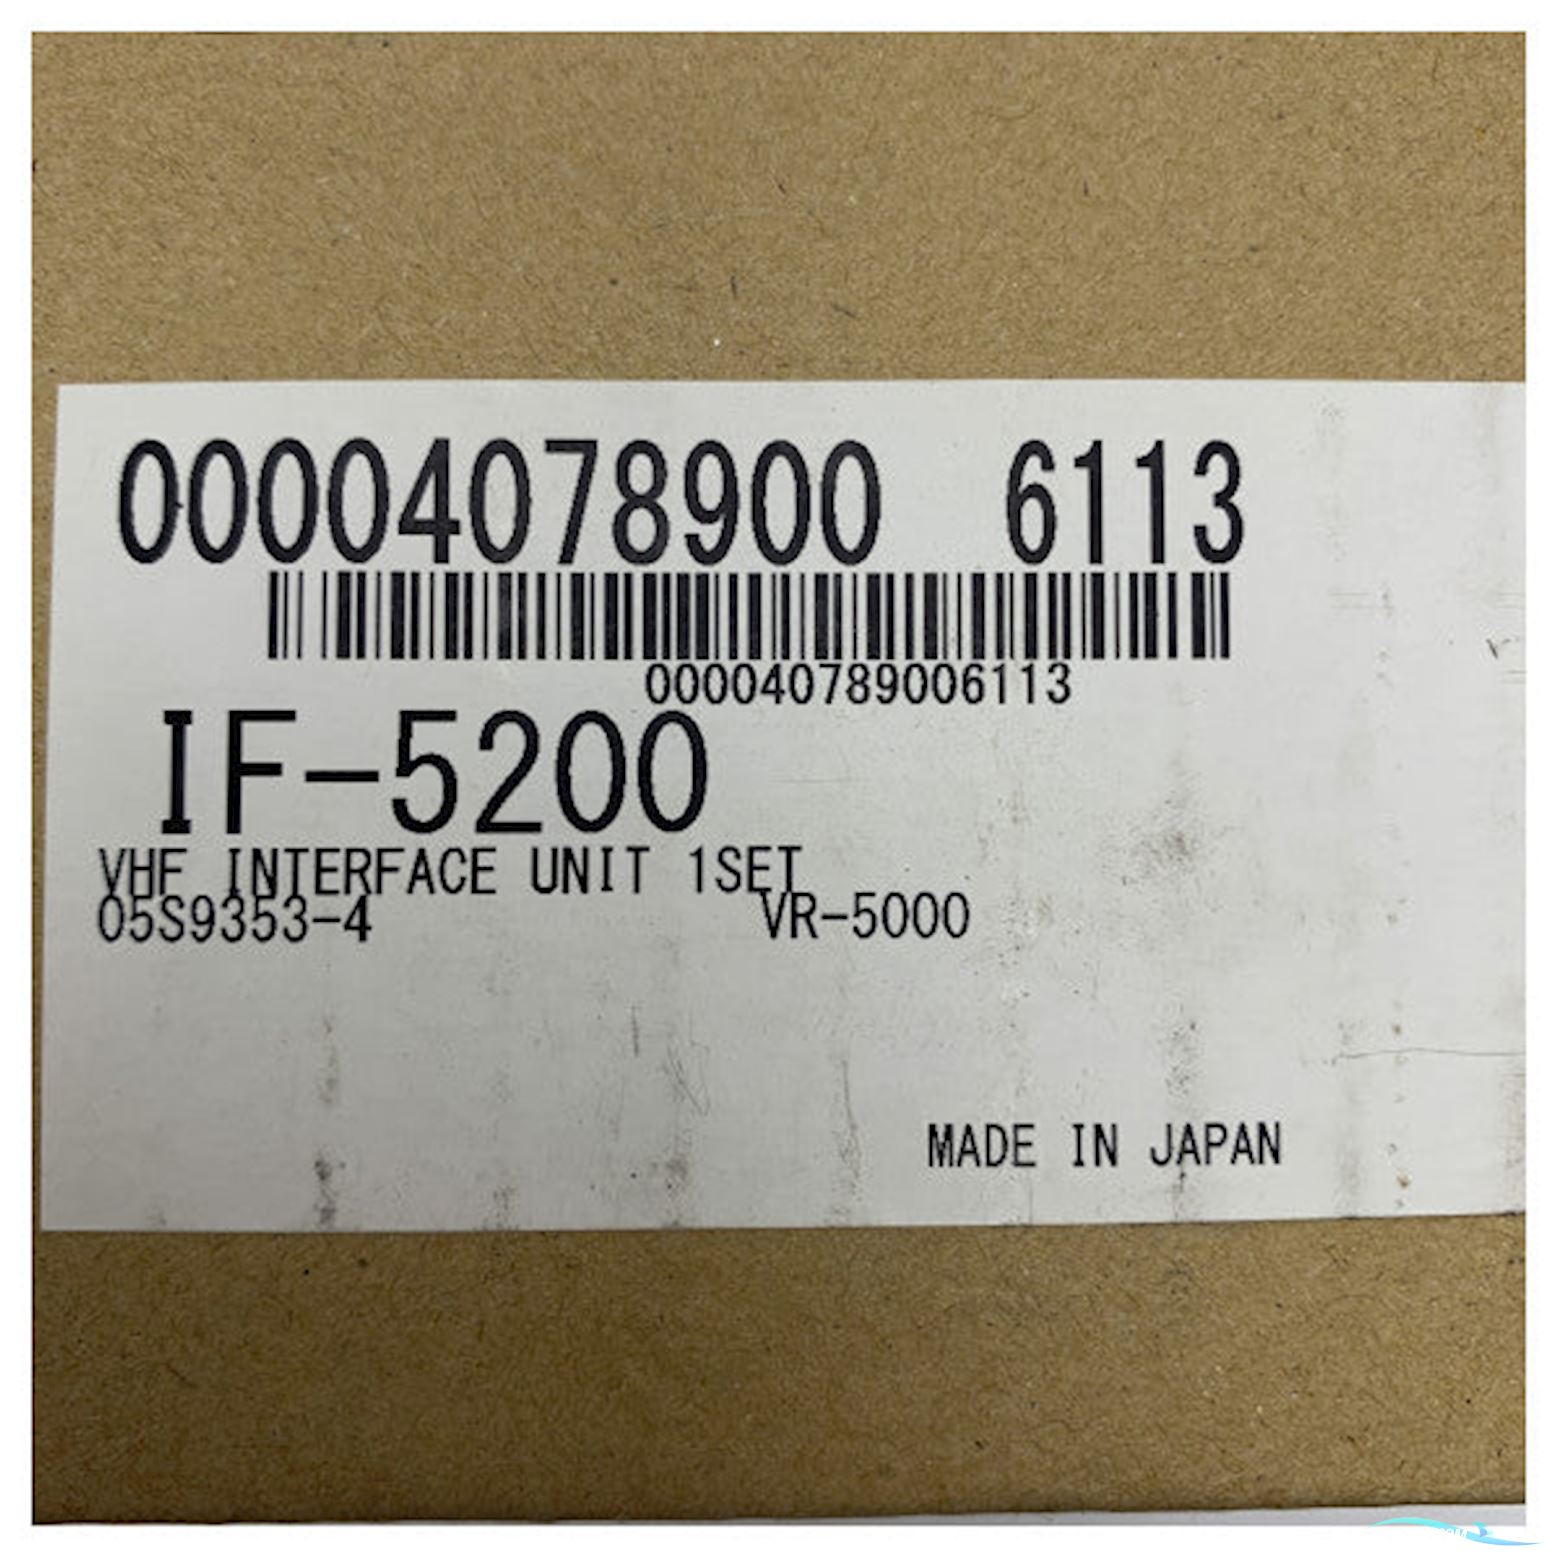 00004078900 6113
000040789006113
IF-5200
VHF INTERFACE UNIT 1SET
05S9353-4 VR-5000
MADE IN JAPAN